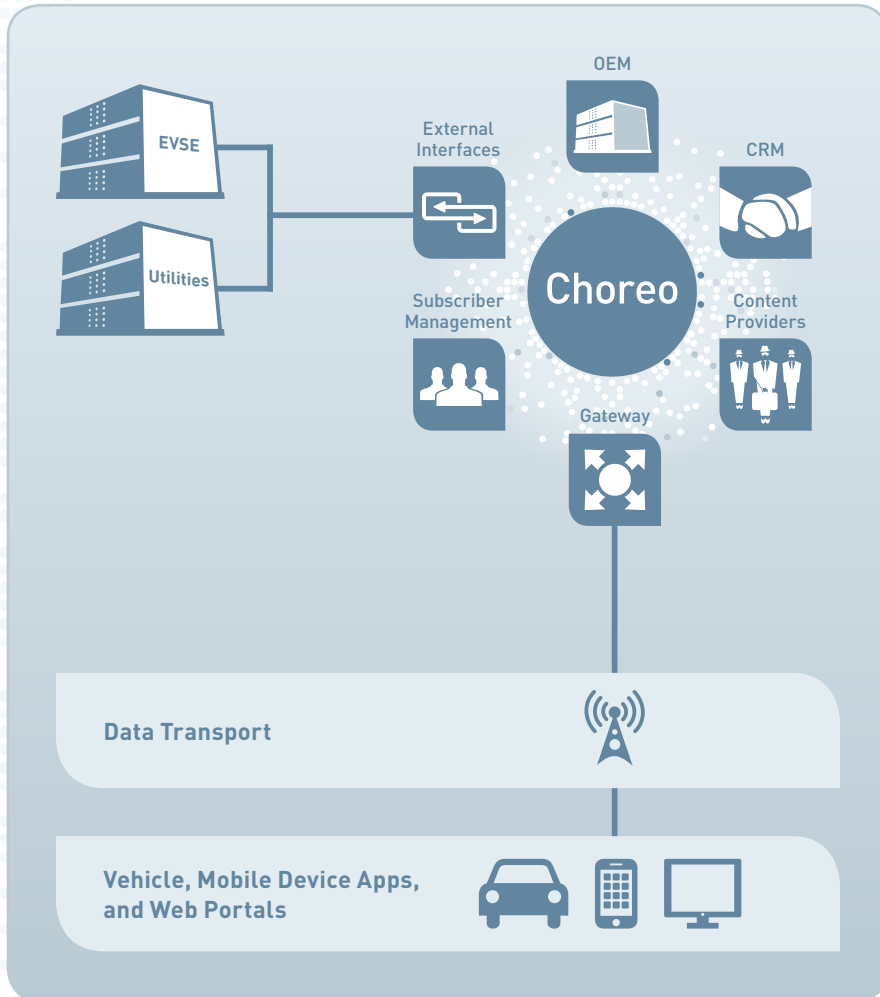 OEM
EVSE
External
Interfaces
CRM
Utilities
Choreo
Subscriber
Management
Content
Providers
Gateway
Data Transport
Vehicle, Mobile Device Apps,
and Web Portals